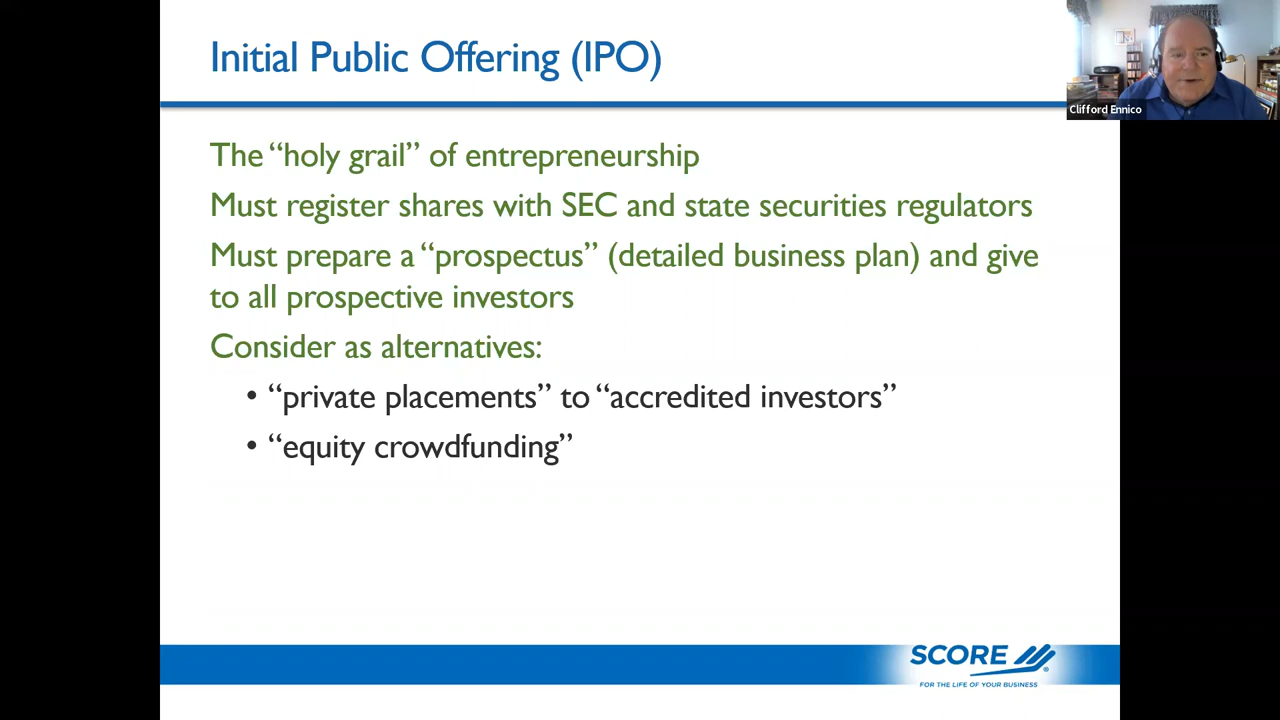 Initial Public Offering (IPO)
Clifford Ennico
The “holy grail” of entrepreneurship
Must register shares with SEC and state securities regulators
Must prepare a “prospectus” (detailed business plan) and give
to all prospective investors
Consider as alternatives:
• “private placements” to “accredited investors”
• “equity crowdfunding”
SCORE
FOR THE LIFE OF YOUR BUSINESS